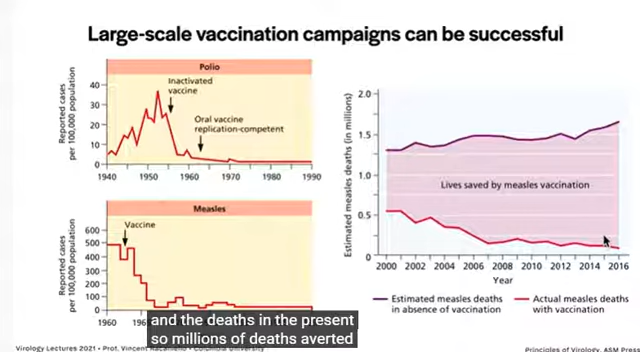 Large-scale vaccination campaigns can be successful
Polio
Reported cases
per 100,000 population
40
30
20
10
0
Inactivated
vaccine
Oral vaccine
replication-competent
1940
1950
1960
1970
1980
1990
Measles
Reported cases
per 100,000 population
600
500
400
300
200
100
0
Vaccine
1960
Estimated measles deaths (in millions)
2.0
1.5
1.0
0.5
0
Lives saved by measles vaccination
2000
2002
2004
2006
2008
2010
2012
2014
2016
Year
Estimated measles deaths
in absence of vaccination
Actual measles deaths
with vaccination
and the deaths in the present
so millions of deaths averted
Virology Lectures 2021 • Prof. Vincent Racaniello • Columbia University
Principles of Virology, ASM Press